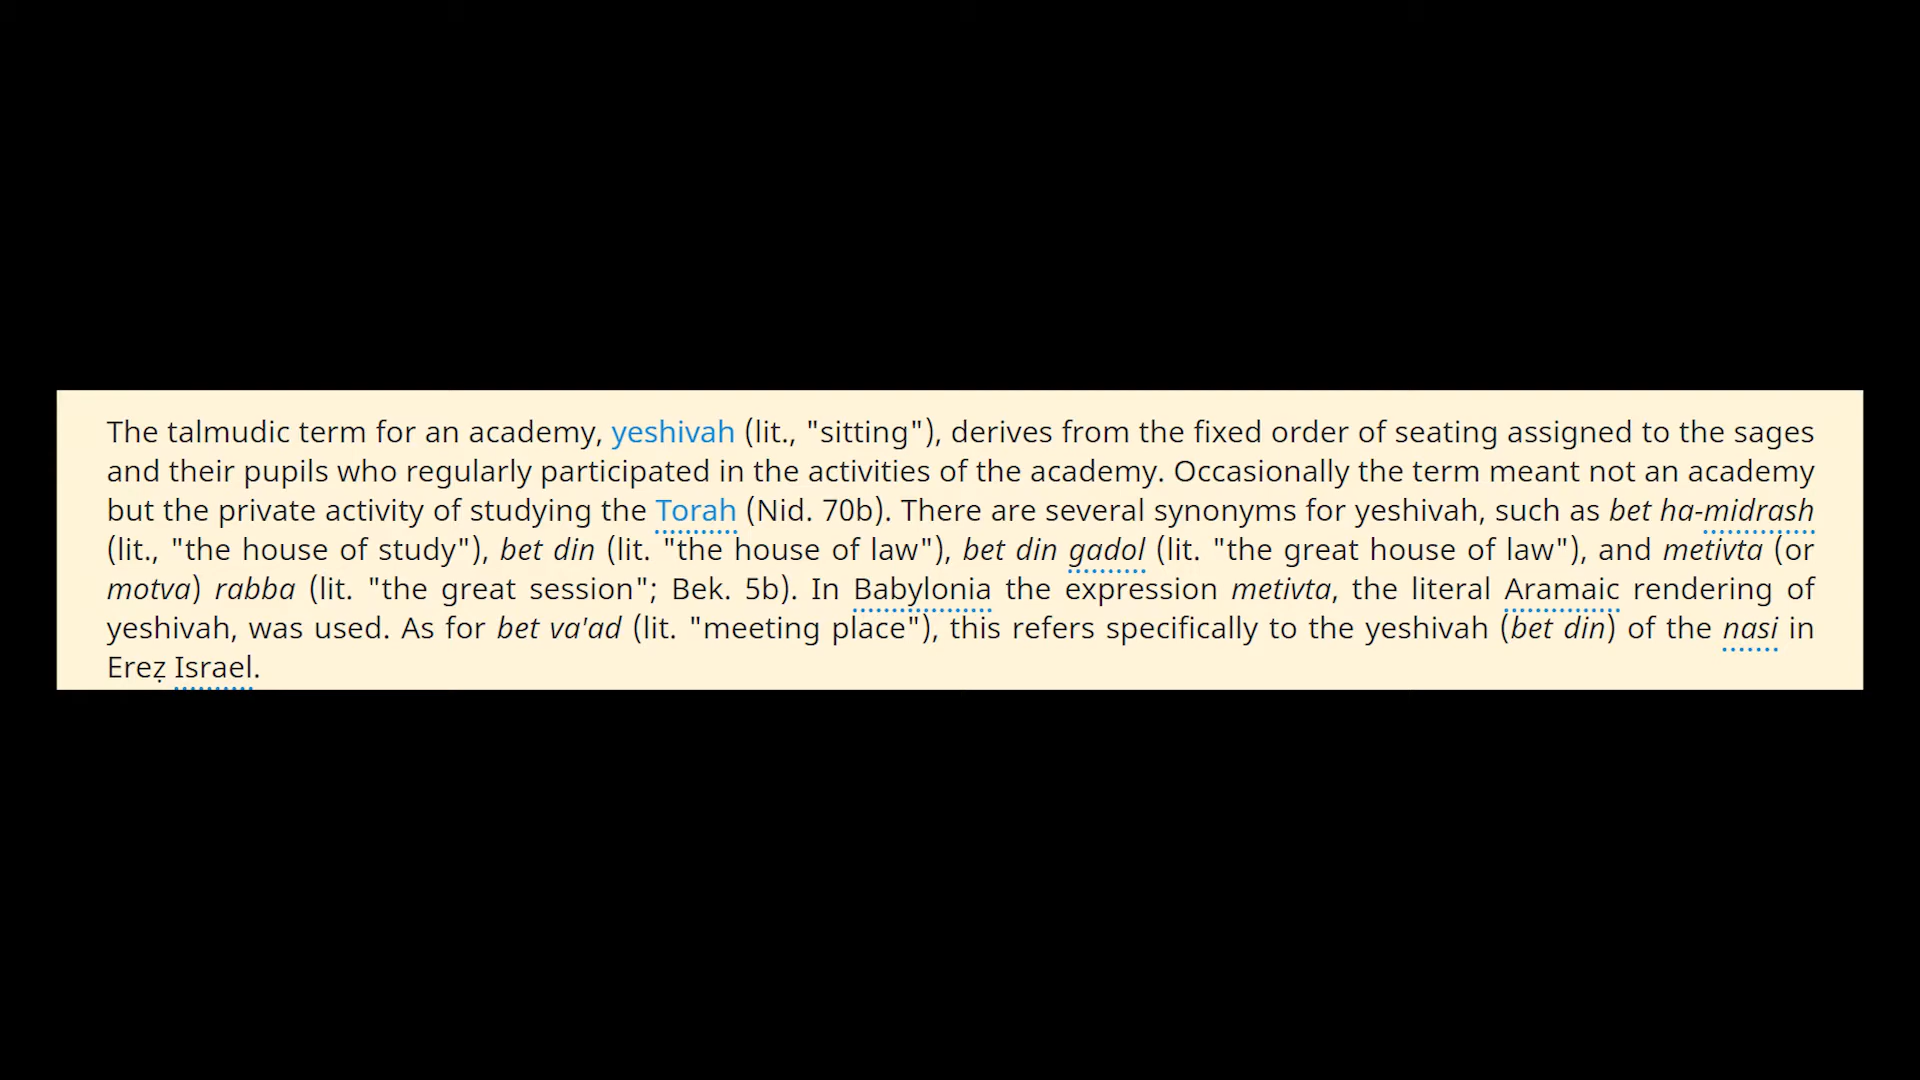 The talmudic term for an academy, yeshivah (lit., "sitting"), derives from the fixed order of seating assigned to the sages
and their pupils who regularly participated in the activities of the academy. Occasionally the term meant not an academy
but the private activity of studying the Torah (Nid. 70b). There are several synonyms for yeshivah, such as bet ha-midrash
(lit., "the house of study"), bet din (lit. "the house of law"), bet din gadol (lit. "the great house of law"), and metivta (or
motva) rabba (lit. "the great session"; Bek. 5b). In Babylonia the expression metivta, the literal Aramaic rendering of
yeshivah, was used. As for bet va'ad (lit. "meeting place"), this refers specifically to the yeshivah (bet din) of the nasi in
Ereẓ Israel.